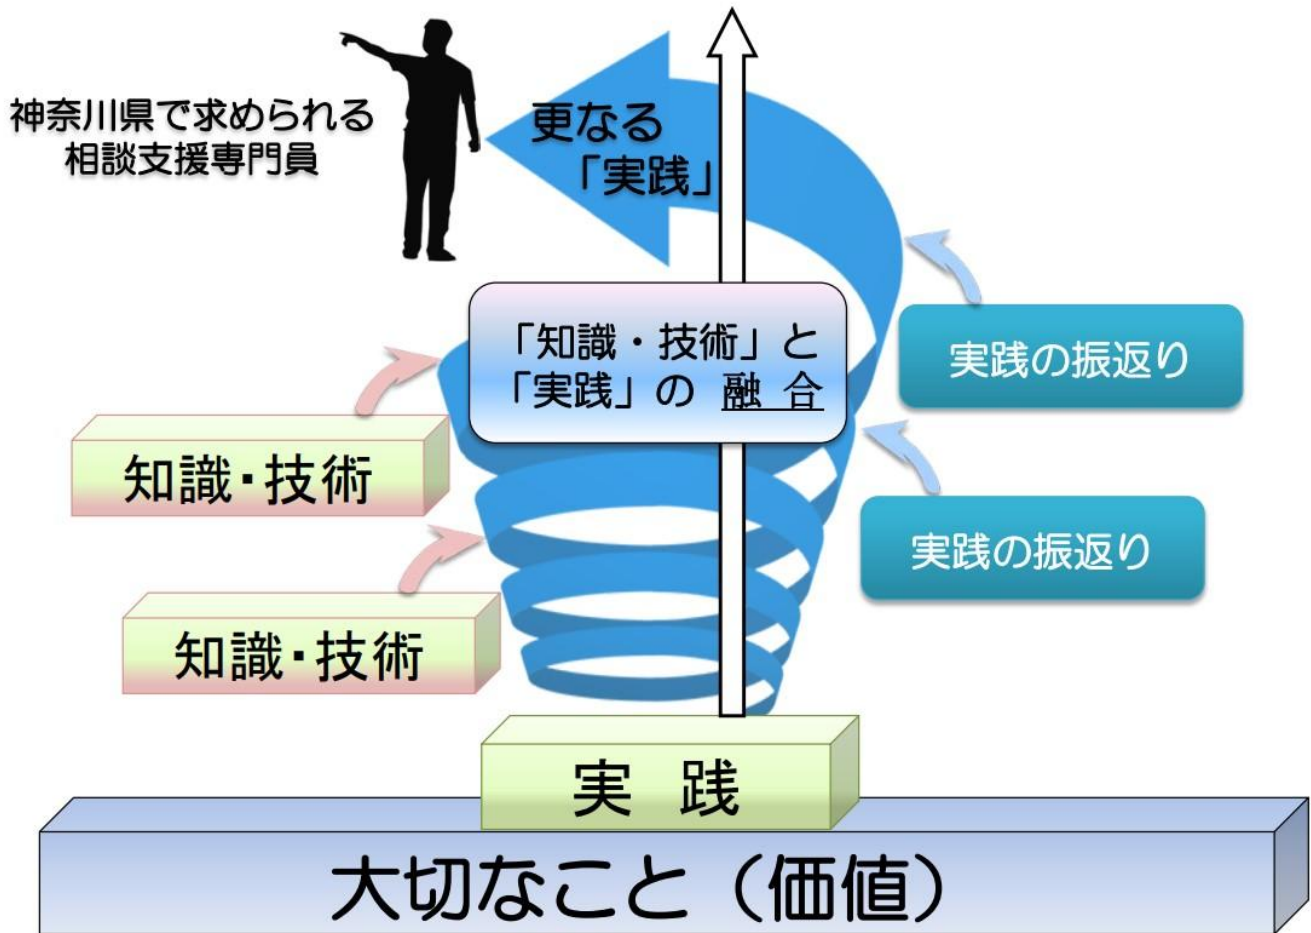 神奈川県で求められる
相談支援専門員
更なる
「実践」
「知識・技術」と
「実践」の 融 合
実践の振返り
知識・技術
実践の振返り
知識・技術
実 践
大切なこと（価値）